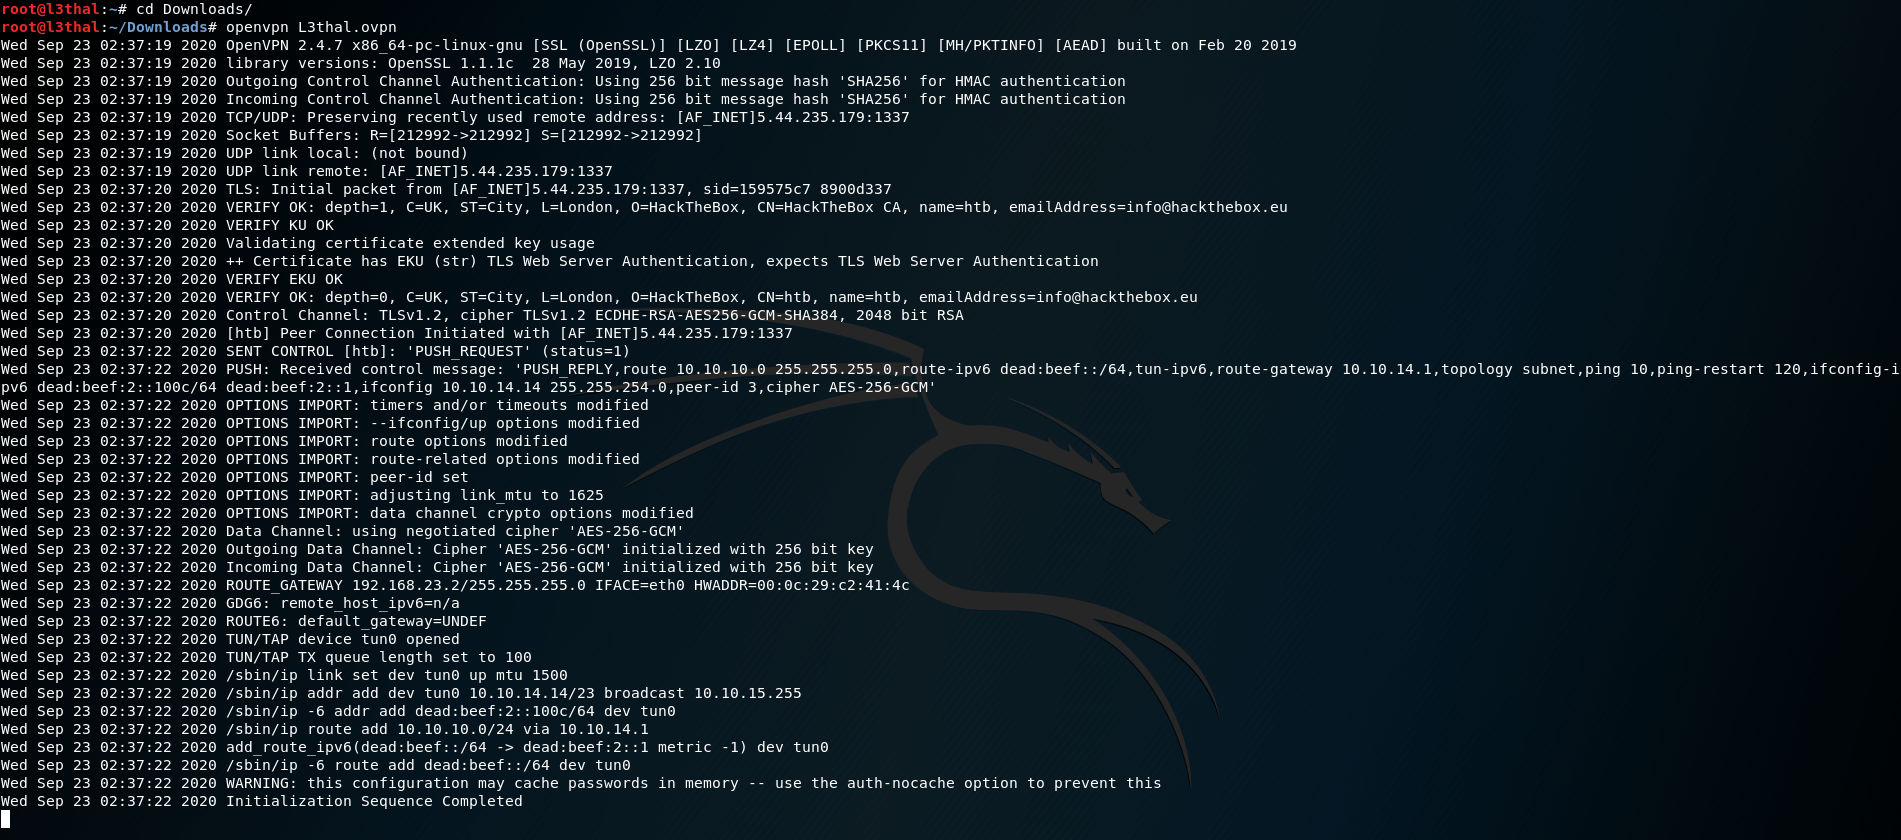 root@l3thal:~# cd Downloads/
root@l3thal:~/Downloads# openvpn L3thal.ovpn
Wed Sep 23 02:37:19 2020 OpenVPN 2.4.7 x86_64-pc-linux-gnu [SSL (OpenSSL)] [LZO] [LZ4] [EPOLL] [PKCS11] [MH/PKTINFO] [AEAD] built on Feb 20 2019
Wed Sep 23 02:37:19 2020 library versions: OpenSSL 1.1.1c  28 May 2019, LZO 2.10
Wed Sep 23 02:37:19 2020 Outgoing Control Channel Authentication: Using 256 bit message hash 'SHA256' for HMAC authentication
Wed Sep 23 02:37:19 2020 Incoming Control Channel Authentication: Using 256 bit message hash 'SHA256' for HMAC authentication
Wed Sep 23 02:37:19 2020 TCP/UDP: Preserving recently used remote address: [AF_INET]5.44.235.179:1337
Wed Sep 23 02:37:19 2020 Socket Buffers: R=[212992->212992] S=[212992->212992]
Wed Sep 23 02:37:19 2020 UDP link local: (not bound)
Wed Sep 23 02:37:19 2020 UDP link remote: [AF_INET]5.44.235.179:1337
Wed Sep 23 02:37:20 2020 TLS: Initial packet from [AF_INET]5.44.235.179:1337, sid=159575c7 8900d337
Wed Sep 23 02:37:20 2020 VERIFY OK: depth=1, C=UK, ST=City, L=London, O=HackTheBox, CN=HackTheBox CA, name=htb, emailAddress=info@hackthebox.eu
Wed Sep 23 02:37:20 2020 VERIFY KU OK
Wed Sep 23 02:37:20 2020 Validating certificate extended key usage
Wed Sep 23 02:37:20 2020 ++ Certificate has EKU (str) TLS Web Server Authentication, expects TLS Web Server Authentication
Wed Sep 23 02:37:20 2020 VERIFY EKU OK
Wed Sep 23 02:37:20 2020 VERIFY OK: depth=0, C=UK, ST=City, L=London, O=HackTheBox, CN=htb, name=htb, emailAddress=info@hackthebox.eu
Wed Sep 23 02:37:20 2020 Control Channel: TLSv1.2, cipher TLSv1.2 ECDHE-RSA-AES256-GCM-SHA384, 2048 bit RSA
Wed Sep 23 02:37:20 2020 [htb] Peer Connection Initiated with [AF_INET]5.44.235.179:1337
Wed Sep 23 02:37:22 2020 SENT CONTROL [htb]: 'PUSH_REQUEST' (status=1)
Wed Sep 23 02:37:22 2020 PUSH: Received control message: 'PUSH_REPLY,route 10.10.10.0 255.255.255.0,route-ipv6 dead:beef::/64,tun-ipv6,route-gateway 10.10.14.1,topology subnet,ping 10,ping-restart 120,ifconfig-i
pv6 dead:beef:2::100c/64 dead:beef:2::1,ifconfig 10.10.14.14 255.255.254.0,peer-id 3,cipher AES-256-GCM'
Wed Sep 23 02:37:22 2020 OPTIONS IMPORT: timers and/or timeouts modified
Wed Sep 23 02:37:22 2020 OPTIONS IMPORT: --ifconfig/up options modified
Wed Sep 23 02:37:22 2020 OPTIONS IMPORT: route options modified
Wed Sep 23 02:37:22 2020 OPTIONS IMPORT: route-related options modified
Wed Sep 23 02:37:22 2020 OPTIONS IMPORT: peer-id set
Wed Sep 23 02:37:22 2020 OPTIONS IMPORT: adjusting link_mtu to 1625
Wed Sep 23 02:37:22 2020 OPTIONS IMPORT: data channel crypto options modified
Wed Sep 23 02:37:22 2020 Data Channel: using negotiated cipher 'AES-256-GCM'
Wed Sep 23 02:37:22 2020 Outgoing Data Channel: Cipher 'AES-256-GCM' initialized with 256 bit key
Wed Sep 23 02:37:22 2020 Incoming Data Channel: Cipher 'AES-256-GCM' initialized with 256 bit key
Wed Sep 23 02:37:22 2020 ROUTE_GATEWAY 192.168.23.2/255.255.255.0 IFACE=eth0 HWADDR=00:0c:29:c2:41:4c
Wed Sep 23 02:37:22 2020 GDG6: remote_host_ipv6=n/a
Wed Sep 23 02:37:22 2020 ROUTE6: default_gateway=UNDEF
Wed Sep 23 02:37:22 2020 TUN/TAP device tun0 opened
Wed Sep 23 02:37:22 2020 TUN/TAP TX queue length set to 100
Wed Sep 23 02:37:22 2020 /sbin/ip link set dev tun0 up mtu 1500
Wed Sep 23 02:37:22 2020 /sbin/ip addr add dev tun0 10.10.14.14/23 broadcast 10.10.15.255
Wed Sep 23 02:37:22 2020 /sbin/ip -6 addr add dead:beef:2::100c/64 dev tun0
Wed Sep 23 02:37:22 2020 /sbin/ip route add 10.10.10.0/24 via 10.10.14.1
Wed Sep 23 02:37:22 2020 add_route_ipv6(dead:beef::/64 -> dead:beef:2::1 metric -1) dev tun0
Wed Sep 23 02:37:22 2020 /sbin/ip -6 route add dead:beef::/64 dev tun0
Wed Sep 23 02:37:22 2020 WARNING: this configuration may cache passwords in memory -- use the auth-nocache option to prevent this
Wed Sep 23 02:37:22 2020 Initialization Sequence Completed